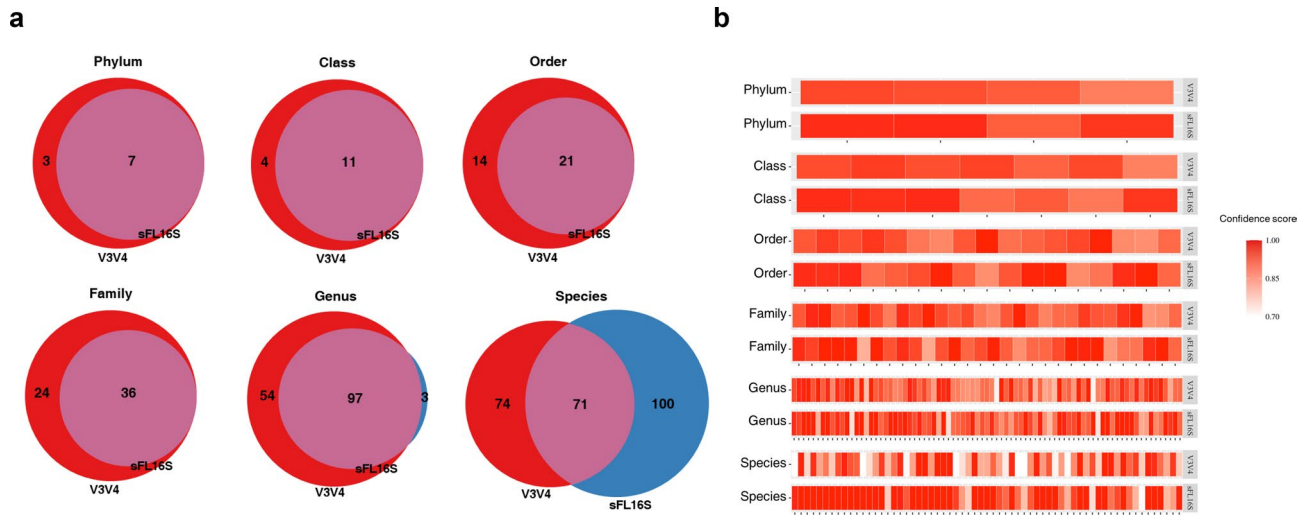 a
Phylum
3
7
sFL16S
V3V4
Class
4
11
sFL16S
V3V4
Order
14
21
sFL16S
V3V4
Family
24
36
sFL16S
V3V4
Genus
54
97
3
sFL16S
V3V4
Species
74
71
100
V3V4
sFL16S
b
Phylum
V3V4
Phylum
sFL16S
Class
V3V4
Class
sFL16S
Order
V3V4
Order
sFL16S
Family
V3V4
Family
sFL16S
Genus
V3V4
Genus
sFL16S
Species
V3V4
Species
sFL16S
Confidence score
1.00
0.85
0.70